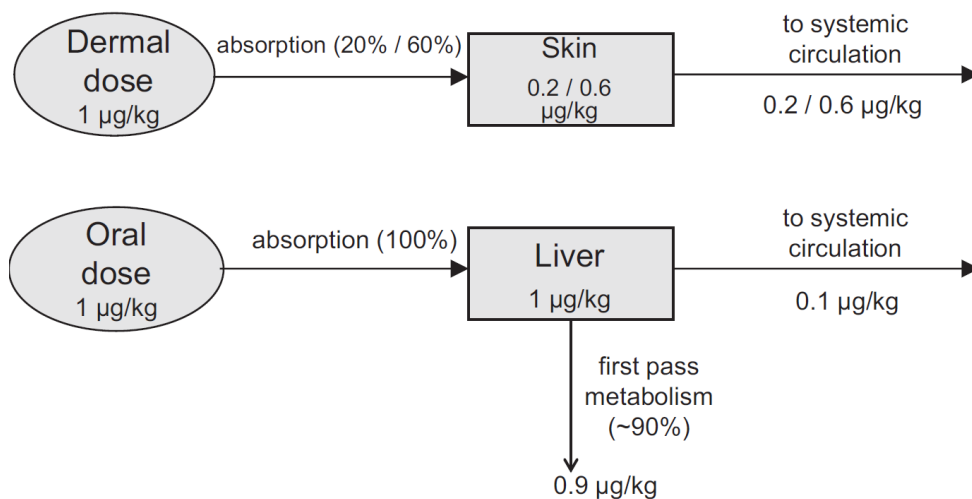 Dermal
dose
1 µg/kg
absorption (20% / 60%)
Skin
0.2 / 0.6
µg/kg
to systemic
circulation
0.2 / 0.6 µg/kg
Oral
dose
1 µg/kg
absorption (100%)
Liver
1 µg/kg
to systemic
circulation
0.1 µg/kg
first pass
metabolism
(~90%)
0.9 µg/kg